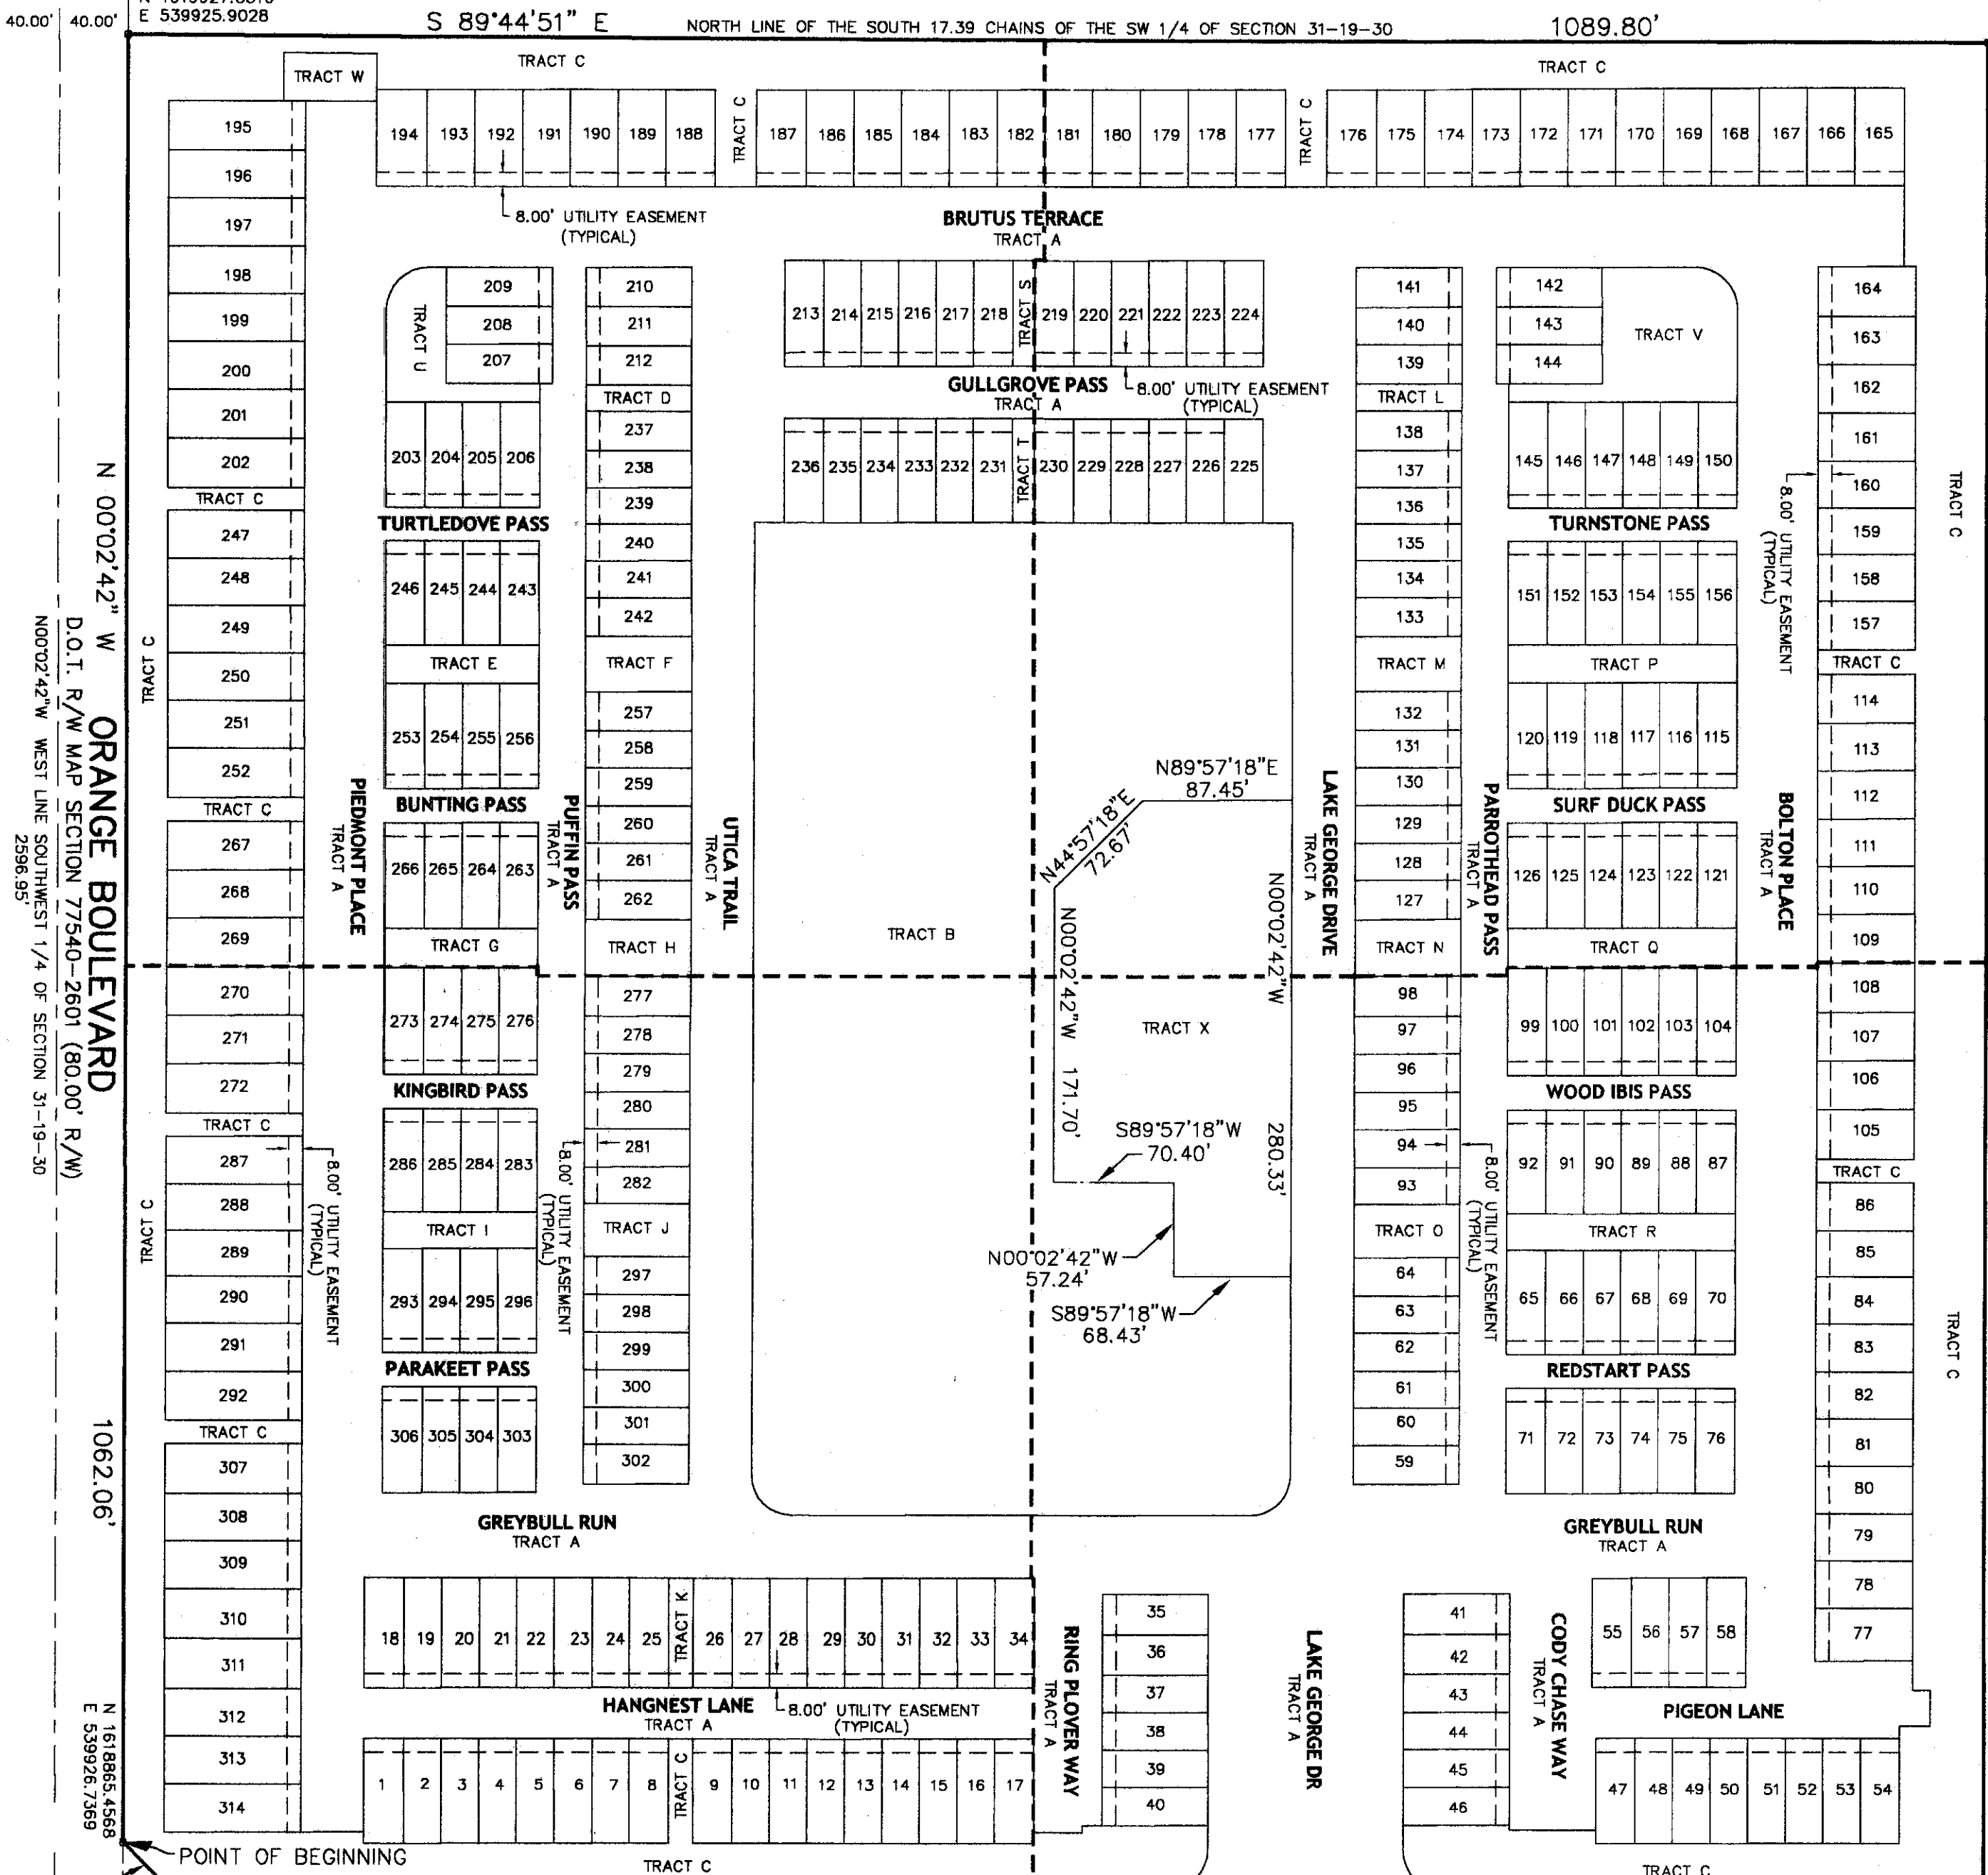 40.00' 40.00'
E 539925.9028
S 89°44'51" E
NORTH LINE OF THE SOUTH 17.39 CHAINS OF THE SW 1/4 OF SECTION 31-19-30
1089.80'
TRACT W
TRACT C
TRACT C
194 193 192 191 190 189 188
TRACT C
187 186 185 184 183 182 181 180 179 178 177
TRACT C
176 175 174 173 172 171 170 169 168 167 166 165
8.00' UTILITY EASEMENT
(TYPICAL)
BRUTUS TERRACE
TRACT A
195
196
197
198
199
200
201
202
TRACT C
247
248
249
250
251
252
TRACT C
267
268
269
270
271
272
TRACT C
287
288
289
290
291
292
TRACT C
307
308
309
310
311
312
313
314
TRACT C
TRACT C
N 00°02'42" W
1062.06'
ORANGE BOULEVARD
D.O.T. R/W MAP SECTION 77540-2601 (80.00' R/W)
N00°02'42"W WEST LINE SOUTHWEST 1/4 OF SECTION 31-19-30
2596.95'
N 1618865.4568
E 539926.7369
POINT OF BEGINNING
8.00' UTILITY EASEMENT
(TYPICAL)
PIEDMONT PLACE
TRACT A
TRACT U
209
208
207
203 204 205 206
TURTLEDOVE PASS
246 245 244 243
TRACT E
253 254 255 256
BUNTING PASS
266 265 264 263
TRACT G
273 274 275 276
KINGBIRD PASS
286 285 284 283
TRACT I
293 294 295 296
PARAKEET PASS
306 305 304 303
PUFFIN PASS
TRACT A
8.00' UTILITY EASEMENT
(TYPICAL)
210
211
212
TRACT D
237
238
239
240
241
242
TRACT F
257
258
259
260
261
262
TRACT H
277
278
279
280
281
282
TRACT J
297
298
299
300
301
302
UTICA TRAIL
TRACT A
213 214 215 216 217 218
TRACT S
219 220 221 222 223 224
GULLGROVE PASS
TRACT A
8.00' UTILITY EASEMENT
(TYPICAL)
236 235 234 233 232 231
TRACT T
230 229 228 227 226 225
TRACT B
N89°57'18"E
87.45'
N44°57'18"E
72.67'
N00°02'42"W 171.70'
N00°02'42"W 280.33'
TRACT X
S89°57'18"W
70.40'
N00°02'42"W
57.24'
S89°57'18"W
68.43'
LAKE GEORGE DRIVE
TRACT A
141
140
139
TRACT L
138
137
136
135
134
133
TRACT M
132
131
130
129
128
127
TRACT N
98
97
96
95
94
93
TRACT O
64
63
62
61
60
59
PARROTHEAD PASS
TRACT A
8.00' UTILITY EASEMENT
(TYPICAL)
142
143
144
TRACT V
145 146 147 148 149 150
TURNSTONE PASS
151 152 153 154 155 156
TRACT P
120 119 118 117 116 115
SURF DUCK PASS
126 125 124 123 122 121
TRACT Q
99 100 101 102 103 104
WOOD IBIS PASS
92 91 90 89 88 87
TRACT R
65 66 67 68 69 70
REDSTART PASS
71 72 73 74 75 76
BOLTON PLACE
TRACT A
8.00' UTILITY EASEMENT
(TYPICAL)
164
163
162
161
160
159
158
157
TRACT C
114
113
112
111
110
109
108
107
106
105
TRACT C
86
85
84
83
82
81
80
79
78
77
TRACT C
TRACT C
GREYBULL RUN
TRACT A
GREYBULL RUN
TRACT A
18 19 20 21 22 23 24 25
TRACT K
26 27 28 29 30 31 32 33 34
HANGNEST LANE
TRACT A
8.00' UTILITY EASEMENT
(TYPICAL)
1 2 3 4 5 6 7 8
TRACT C
9 10 11 12 13 14 15 16 17
TRACT C
RING PLOVER WAY
TRACT A
35
36
37
38
39
40
LAKE GEORGE DR
TRACT A
41
42
43
44
45
46
CODY CHASE WAY
TRACT A
55 56 57 58
PIGEON LANE
47 48 49 50 51 52 53 54
TRACT C